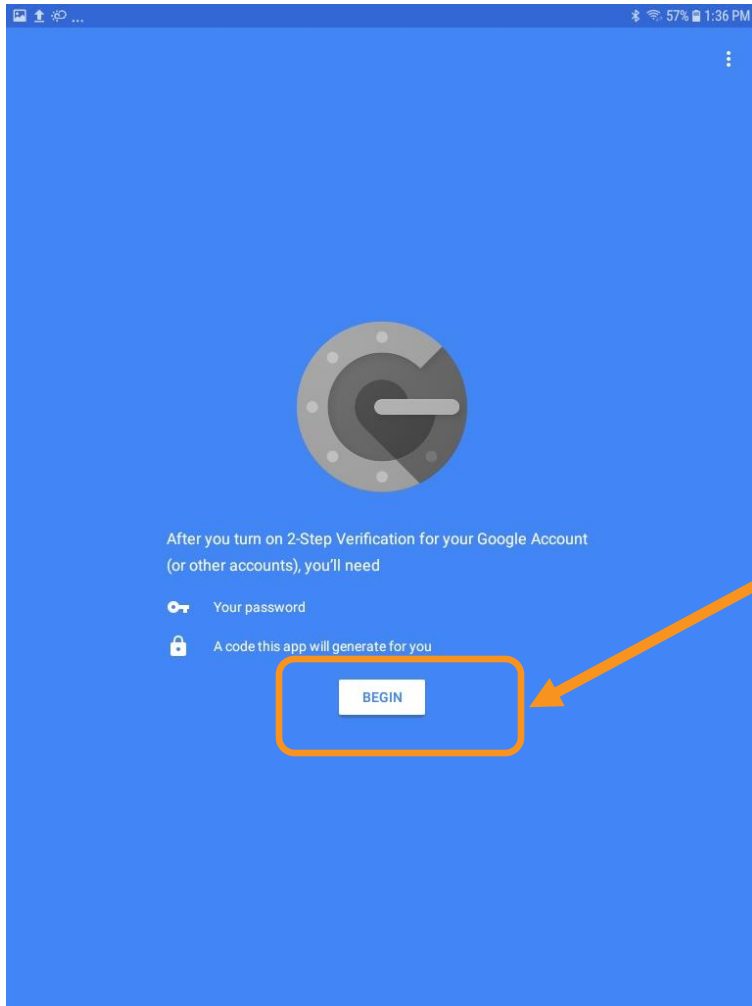 ... 57% 1:36 PM
After you turn on 2-Step Verification for your Google Account
(or other accounts), you’ll need
Your password
A code this app will generate for you
BEGIN